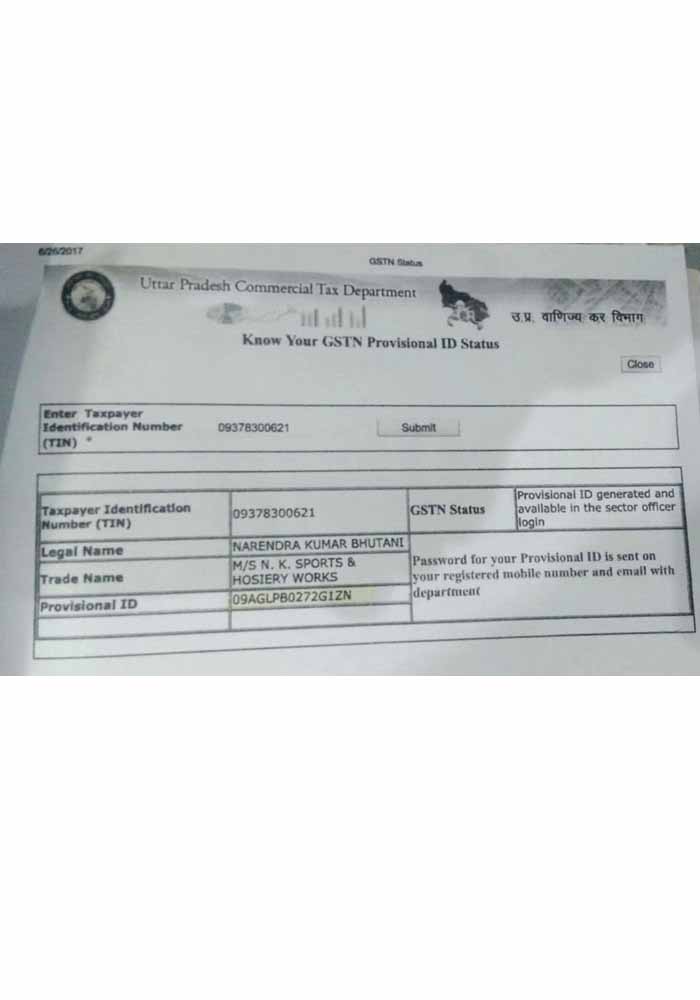 6/26/2017
GSTN Status
Uttar Pradesh Commercial Tax Department
उ.प्र. वाणिज्य कर विभाग
Know Your GSTN Provisional ID Status
Close
Enter Taxpayer
Identification Number
(TIN) *
09378300621
Submit
Taxpayer Identification
Number (TIN)
09378300621
GSTN Status
Provisional ID generated and
available in the sector officer
login
Legal Name
NARENDRA KUMAR BHUTANI
Trade Name
M/S N. K. SPORTS &
HOSIERY WORKS
Provisional ID
09AGLPB0272G1ZN
Password for your Provisional ID is sent on
your registered mobile number and email with
department